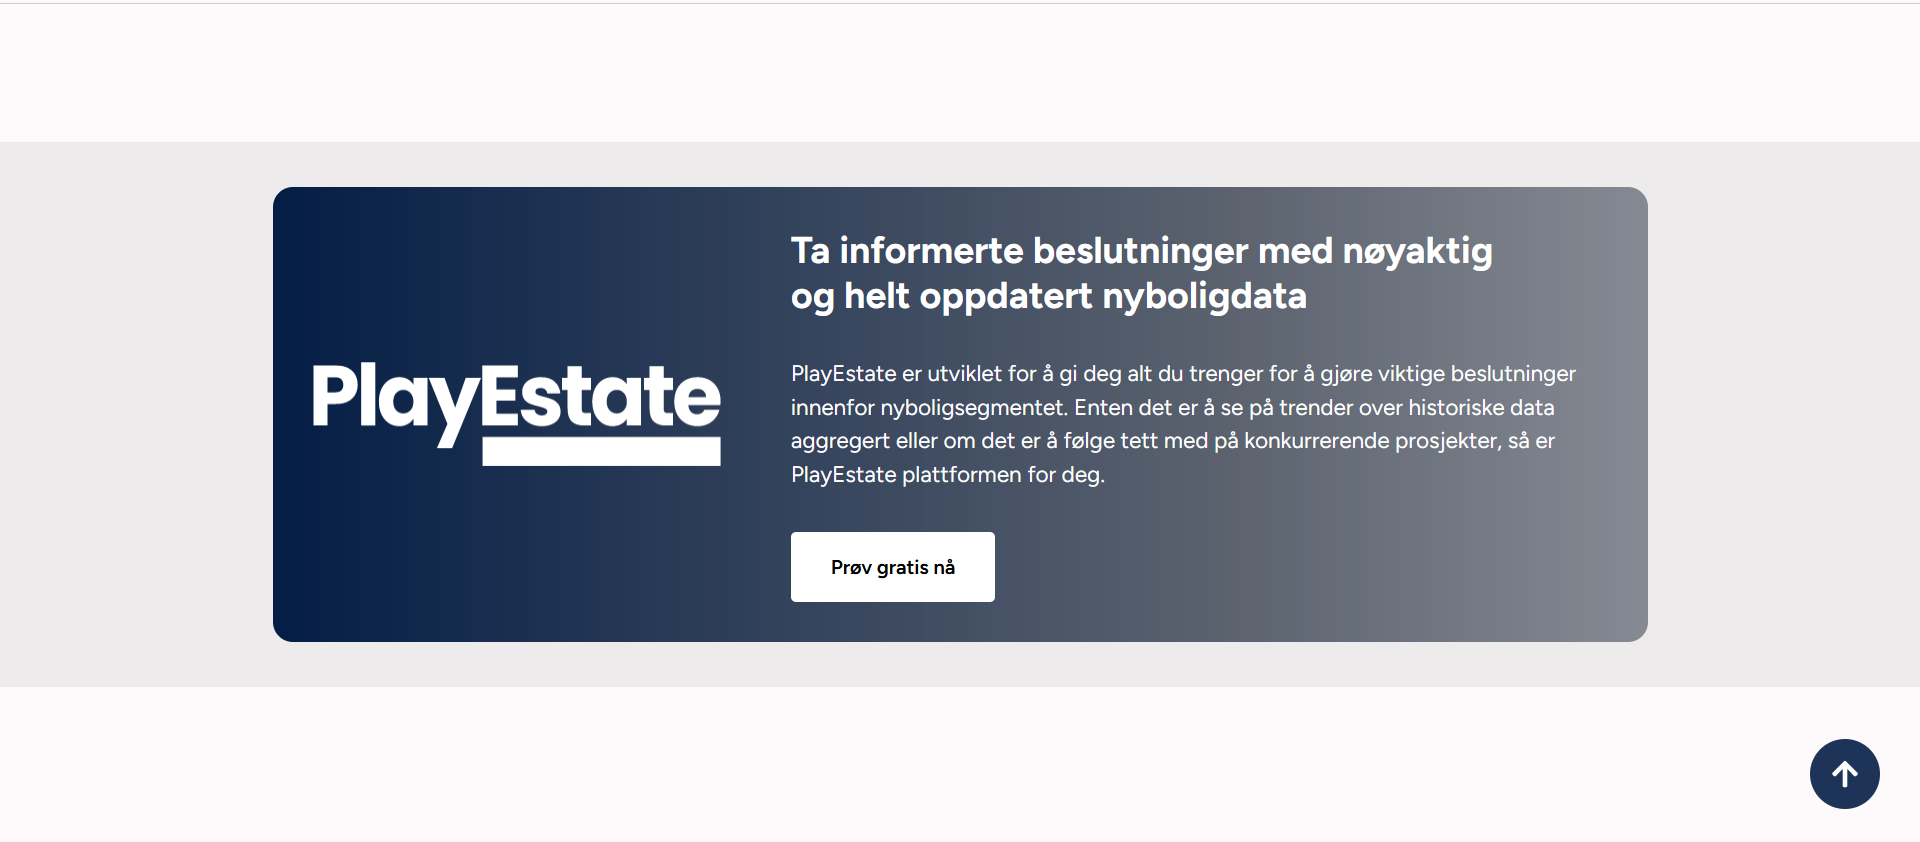 PlayEstate
Ta informerte beslutninger med nøyaktig
og helt oppdatert nyboligdata
PlayEstate er utviklet for å gi deg alt du trenger for å gjøre viktige beslutninger
innenfor nyboligsegmentet. Enten det er å se på trender over historiske data
aggregert eller om det er å følge tett med på konkurrerende prosjekter, så er
PlayEstate plattformen for deg.
Prøv gratis nå